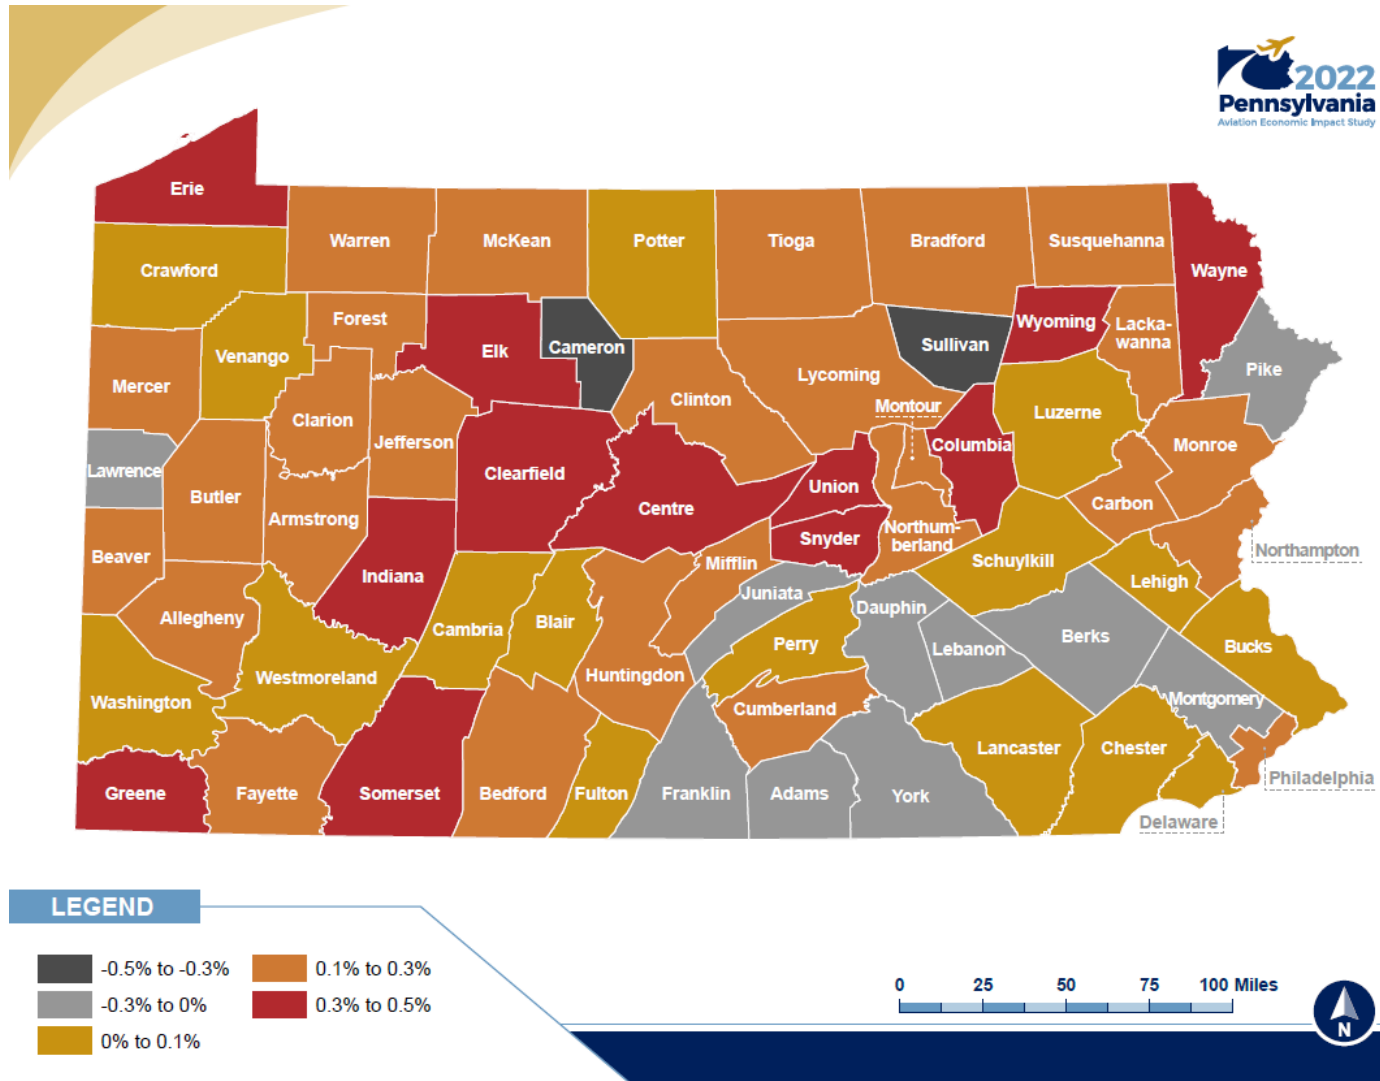 2022
Pennsylvania
Aviation Economic Impact Study
Erie
Warren
McKean
Potter
Tioga
Bradford
Susquehanna
Wayne
Crawford
Forest
Elk
Cameron
Sullivan
Wyoming
Lacka-
wanna
Venango
Pike
Mercer
Clarion
Jefferson
Clinton
Lycoming
Montour
Columbia
Luzerne
Monroe
Lawrence
Butler
Armstrong
Clearfield
Centre
Union
Snyder
Northum-
berland
Carbon
Northampton
Beaver
Allegheny
Indiana
Cambria
Blair
Mifflin
Juniata
Dauphin
Schuylkill
Lehigh
Perry
Lebanon
Berks
Bucks
Washington
Westmoreland
Huntingdon
Cumberland
Montgomery
Greene
Fayette
Somerset
Bedford
Fulton
Franklin
Adams
York
Lancaster
Chester
Philadelphia
Delaware
LEGEND
-0.5% to -0.3%
-0.3% to 0%
0% to 0.1%
0.1% to 0.3%
0.3% to 0.5%
0 25 50 75 100 Miles
N